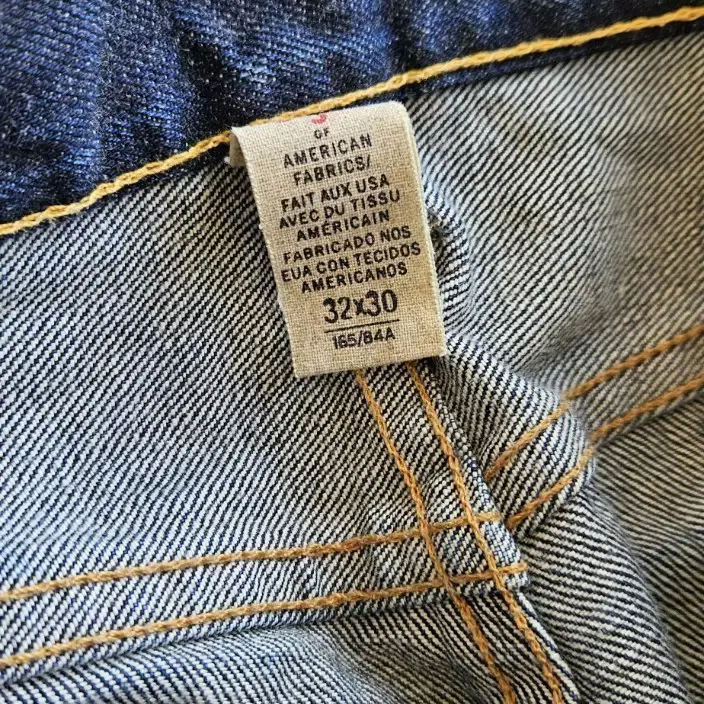 OF
AMERICAN
FABRICS/
FAIT AUX USA
AVEC DU TISSU
AMÉRICAIN
FABRICADO NOS
EUA CON TECIDOS
AMERICANOS
32x30
165/84A